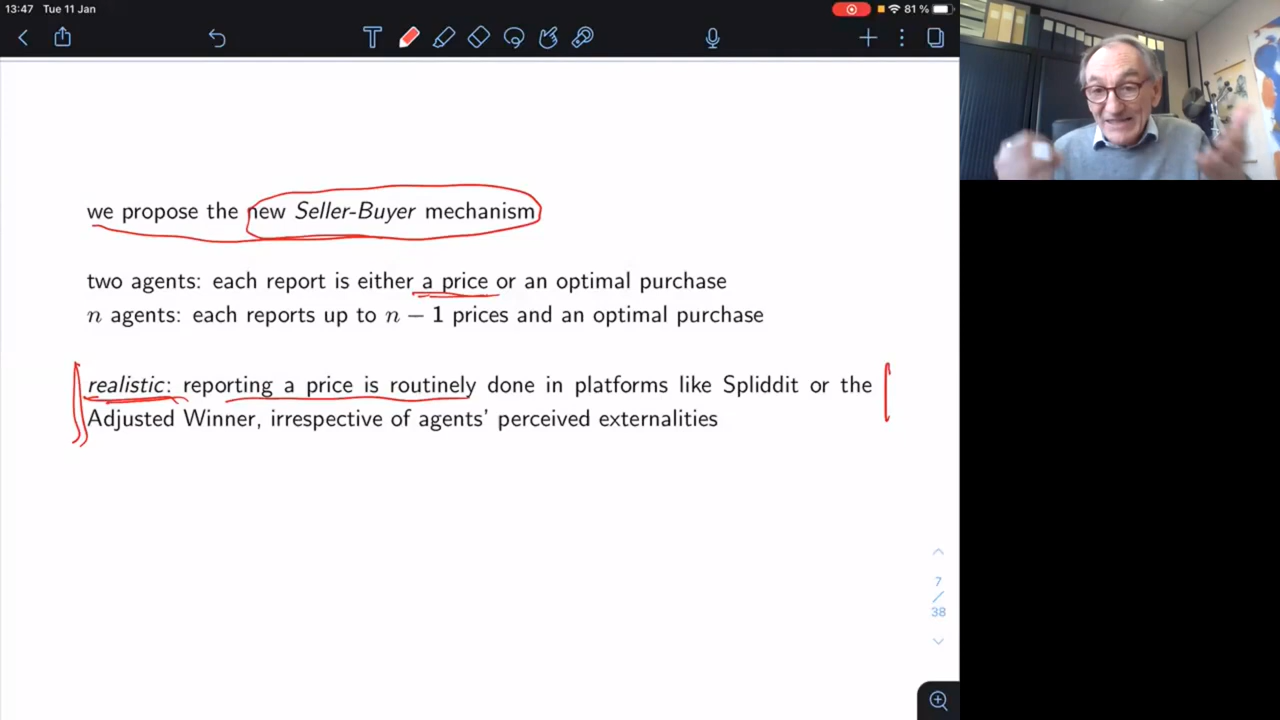 13:47 Tue 11 Jan 81 %
we propose the new Seller-Buyer mechanism
two agents: each report is either a price or an optimal purchase
n agents: each reports up to n − 1 prices and an optimal purchase
realistic: reporting a price is routinely done in platforms like Spliddit or the
Adjusted Winner, irrespective of agents' perceived externalities
7
/
38